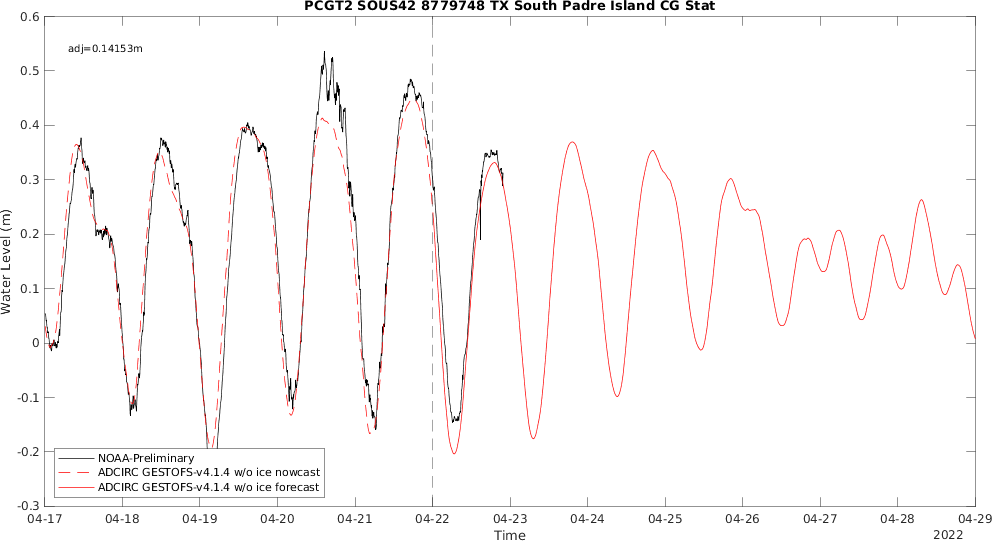 PCGT2 SOUS42 8779748 TX South Padre Island CG Stat
adj=0.14153m
0.6
0.5
0.4
0.3
0.2
0.1
0
-0.1
-0.2
-0.3
Water Level (m)
NOAA-Preliminary
ADCIRC GESTOFS-v4.1.4 w/o ice nowcast
ADCIRC GESTOFS-v4.1.4 w/o ice forecast
04-17 04-18 04-19 04-20 04-21 04-22 04-23 04-24 04-25 04-26 04-27 04-28 04-29
Time
2022